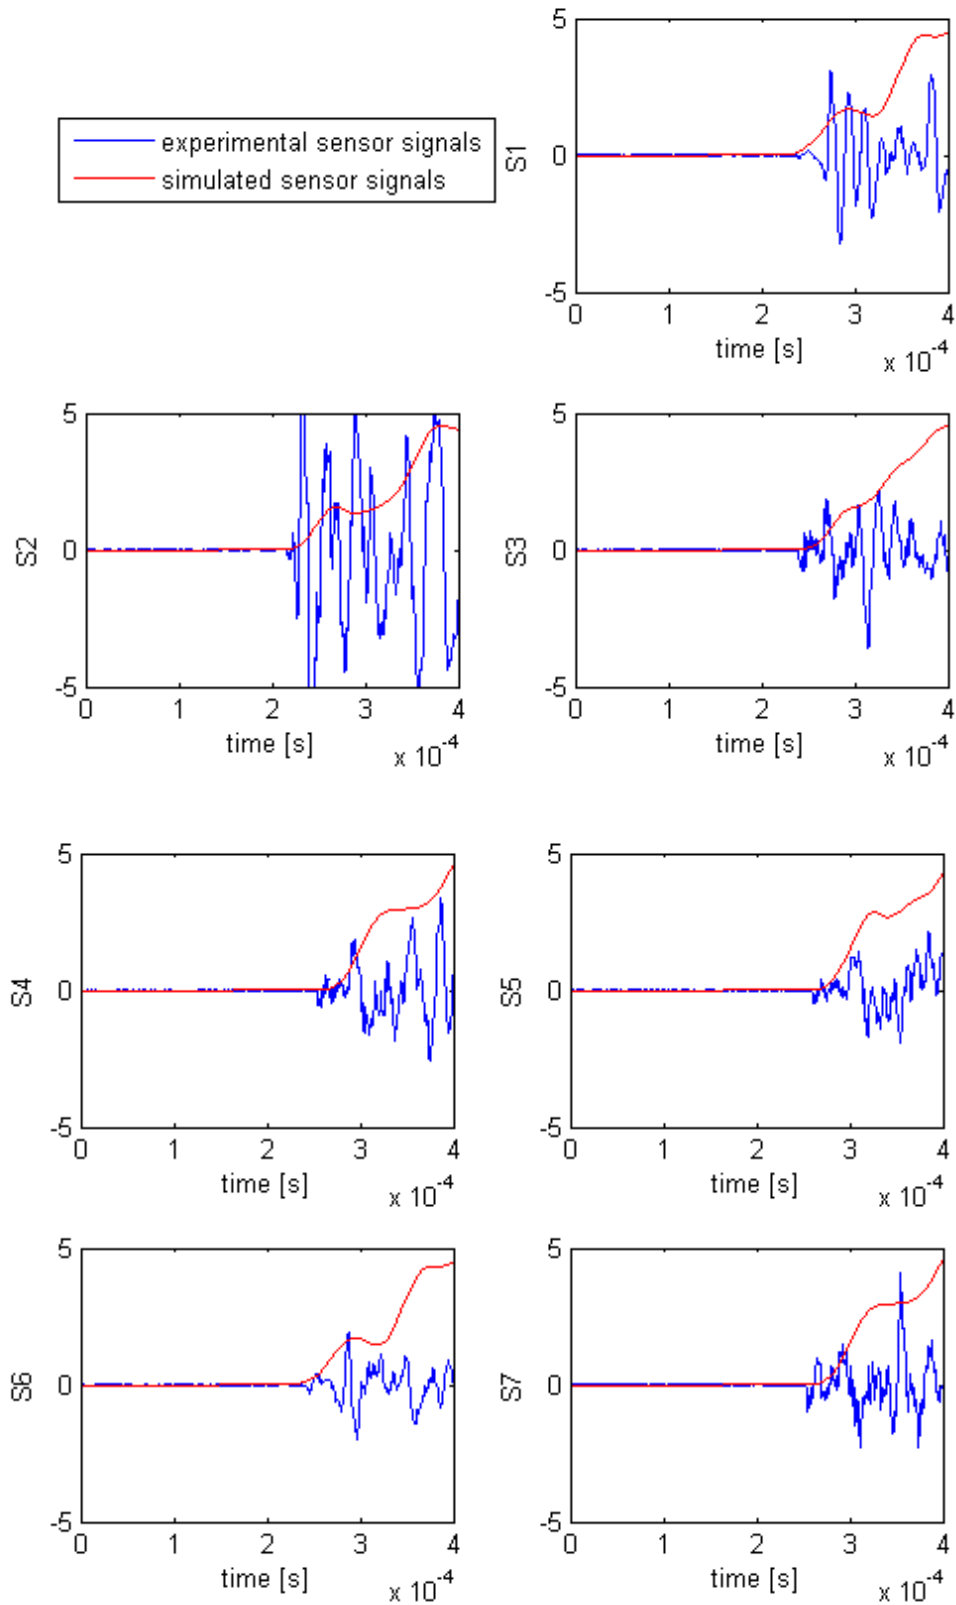 experimental sensor signals
simulated sensor signals
S1
5
0
-5
0 1 2 3 4
time [s]
x 10^-4
S2
5
0
-5
0 1 2 3 4
time [s]
x 10^-4
S3
5
0
-5
0 1 2 3 4
time [s]
x 10^-4
S4
5
0
-5
0 1 2 3 4
time [s]
x 10^-4
S5
5
0
-5
0 1 2 3 4
time [s]
x 10^-4
S6
5
0
-5
0 1 2 3 4
time [s]
x 10^-4
S7
5
0
-5
0 1 2 3 4
time [s]
x 10^-4